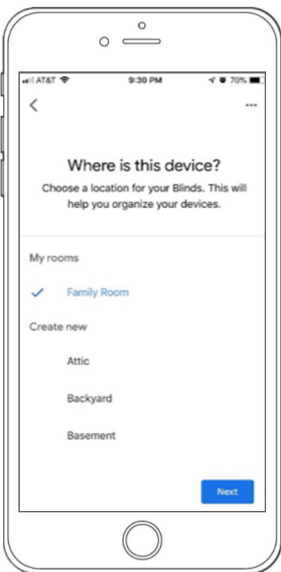 AT&T 9:30 PM 70%
Where is this device?
Choose a location for your Blinds. This will
help you organize your devices.
My rooms
Family Room
Create new
Attic
Backyard
Basement
Next